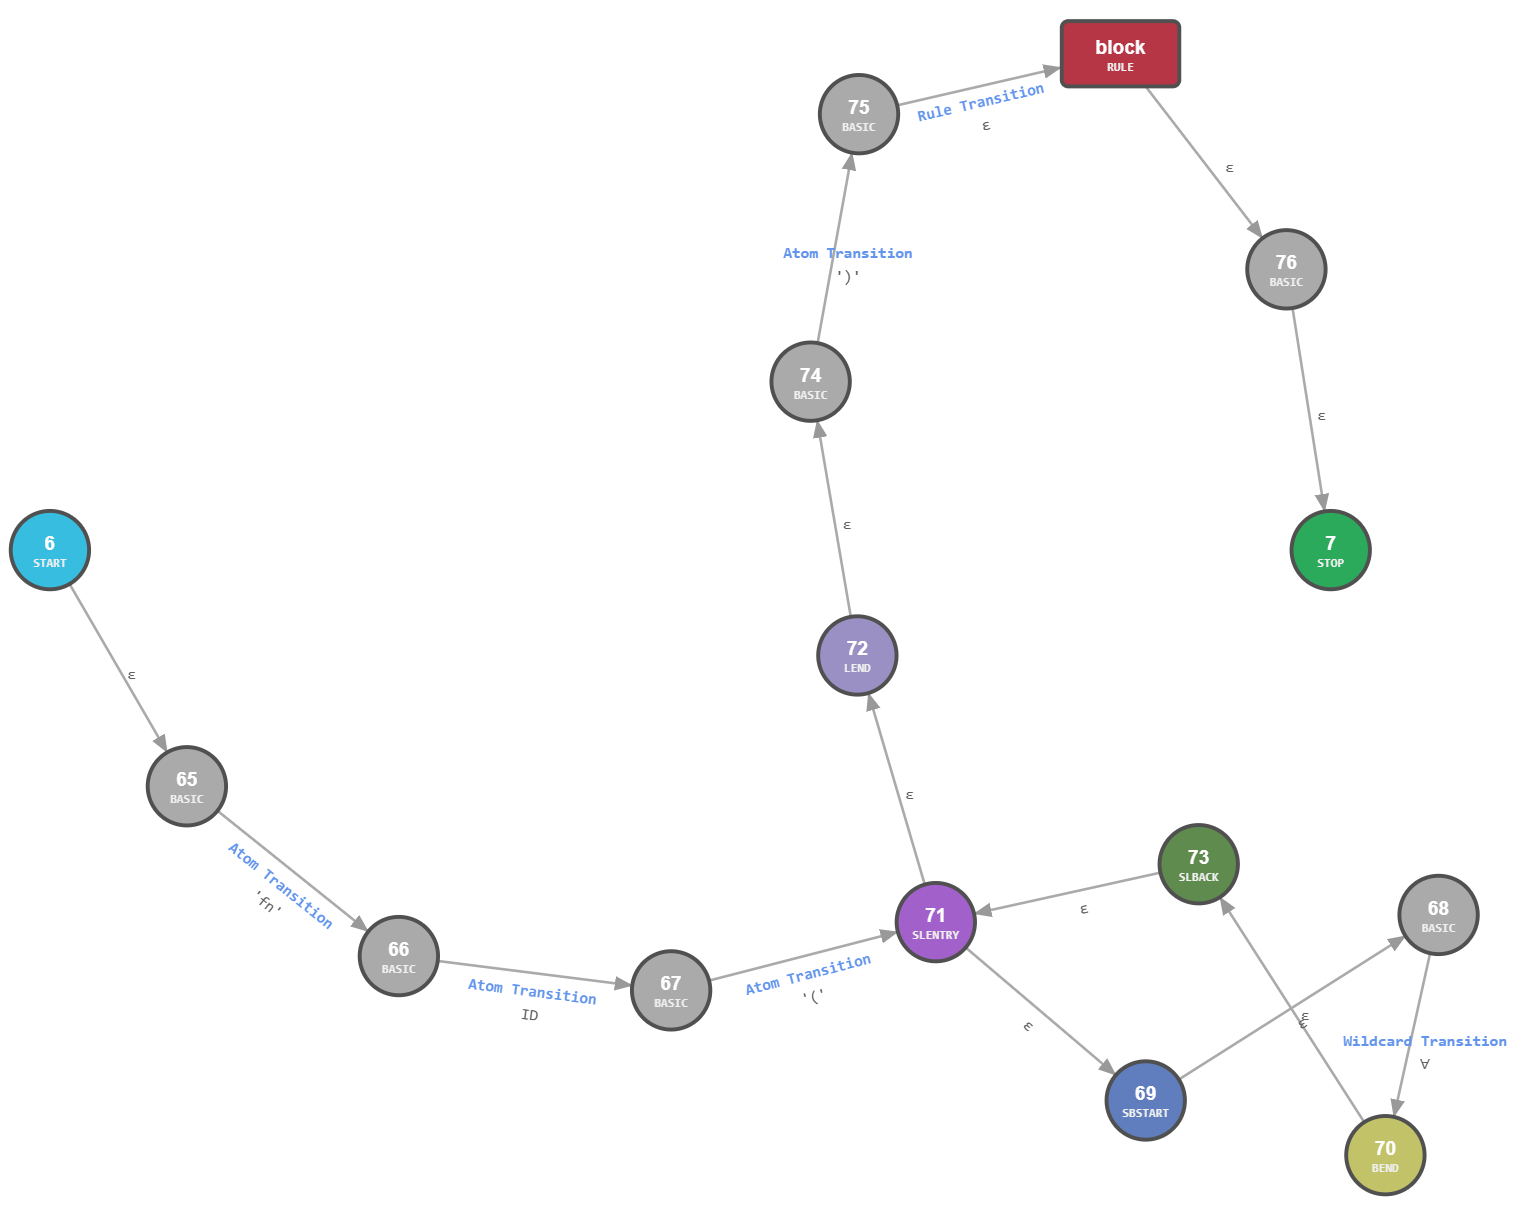 block
RULE
75
BASIC
Rule Transition
ε
ε
Atom Transition
')'
76
BASIC
74
BASIC
ε
ε
6
START
7
STOP
72
LEND
ε
ε
65
BASIC
Atom Transition
'fn'
66
BASIC
Atom Transition
ID
67
BASIC
Atom Transition
'('
71
SLENTRY
73
SLBACK
ε
68
BASIC
ε
ε
ε
Wildcard Transition
∀
69
SBSTART
70
BEND